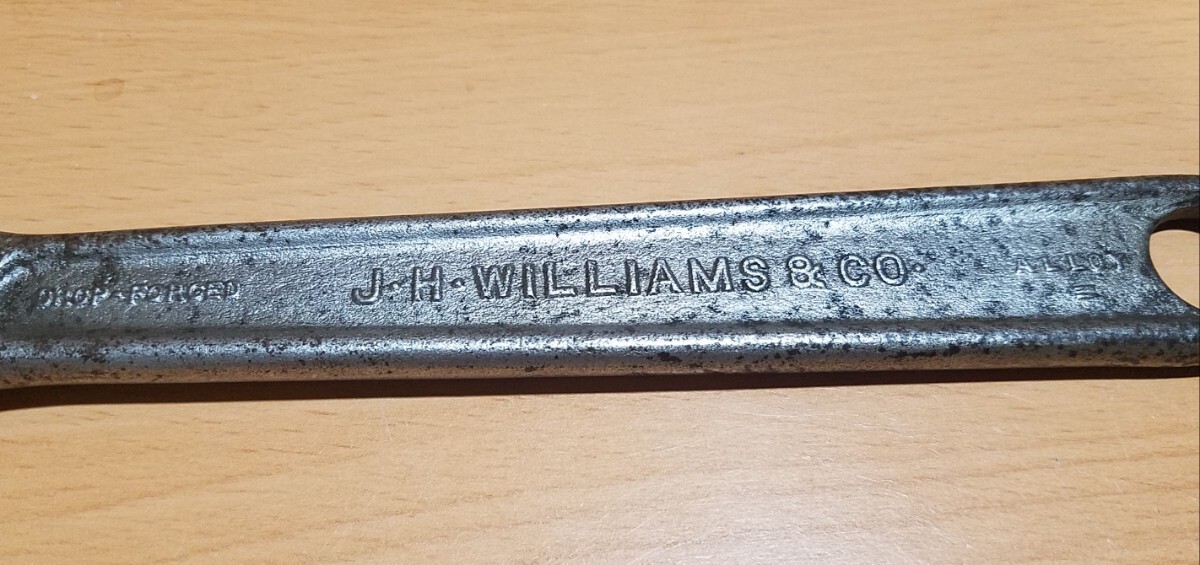 DROP-FORGED
J·H·WILLIAMS & CO.
ALLOY